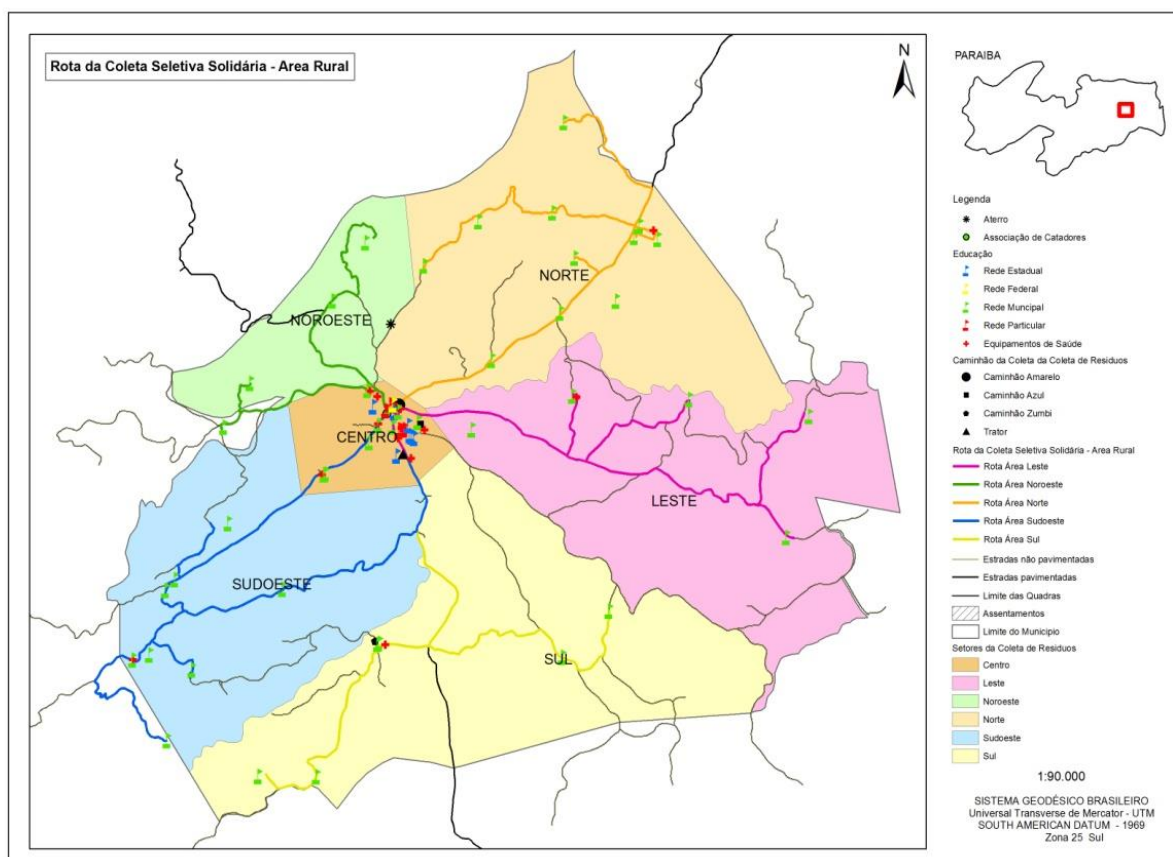 Rota da Coleta Seletiva Solidária - Area Rural
N
NORTE
NOROESTE
CENTRO
LESTE
SUDOESTE
SUL
PARAIBA
Legenda
Aterro
Associação de Catadores
Educação
Rede Estadual
Rede Federal
Rede Muncipal
Rede Particular
Equipamentos de Saúde
Caminhão da Coleta da Coleta de Residuos
Caminhão Amarelo
Caminhão Azul
Caminhão Zumbi
Trator
Rota da Coleta Seletiva Solidária - Area Rural
Rota Área Leste
Rota Área Noroeste
Rota Área Norte
Rota Área Sudoeste
Rota Área Sul
Estradas não pavimentadas
Estradas pavimentadas
Limite das Quadras
Assentamentos
Limite do Municipio
Setores da Coleta de Residuos
Centro
Leste
Noroeste
Norte
Sudoeste
Sul
1:90.000
SISTEMA GEODÉSICO BRASILEIRO
Universal Transverse de Mercator - UTM
SOUTH AMERICAN DATUM - 1969
Zona 25 Sul